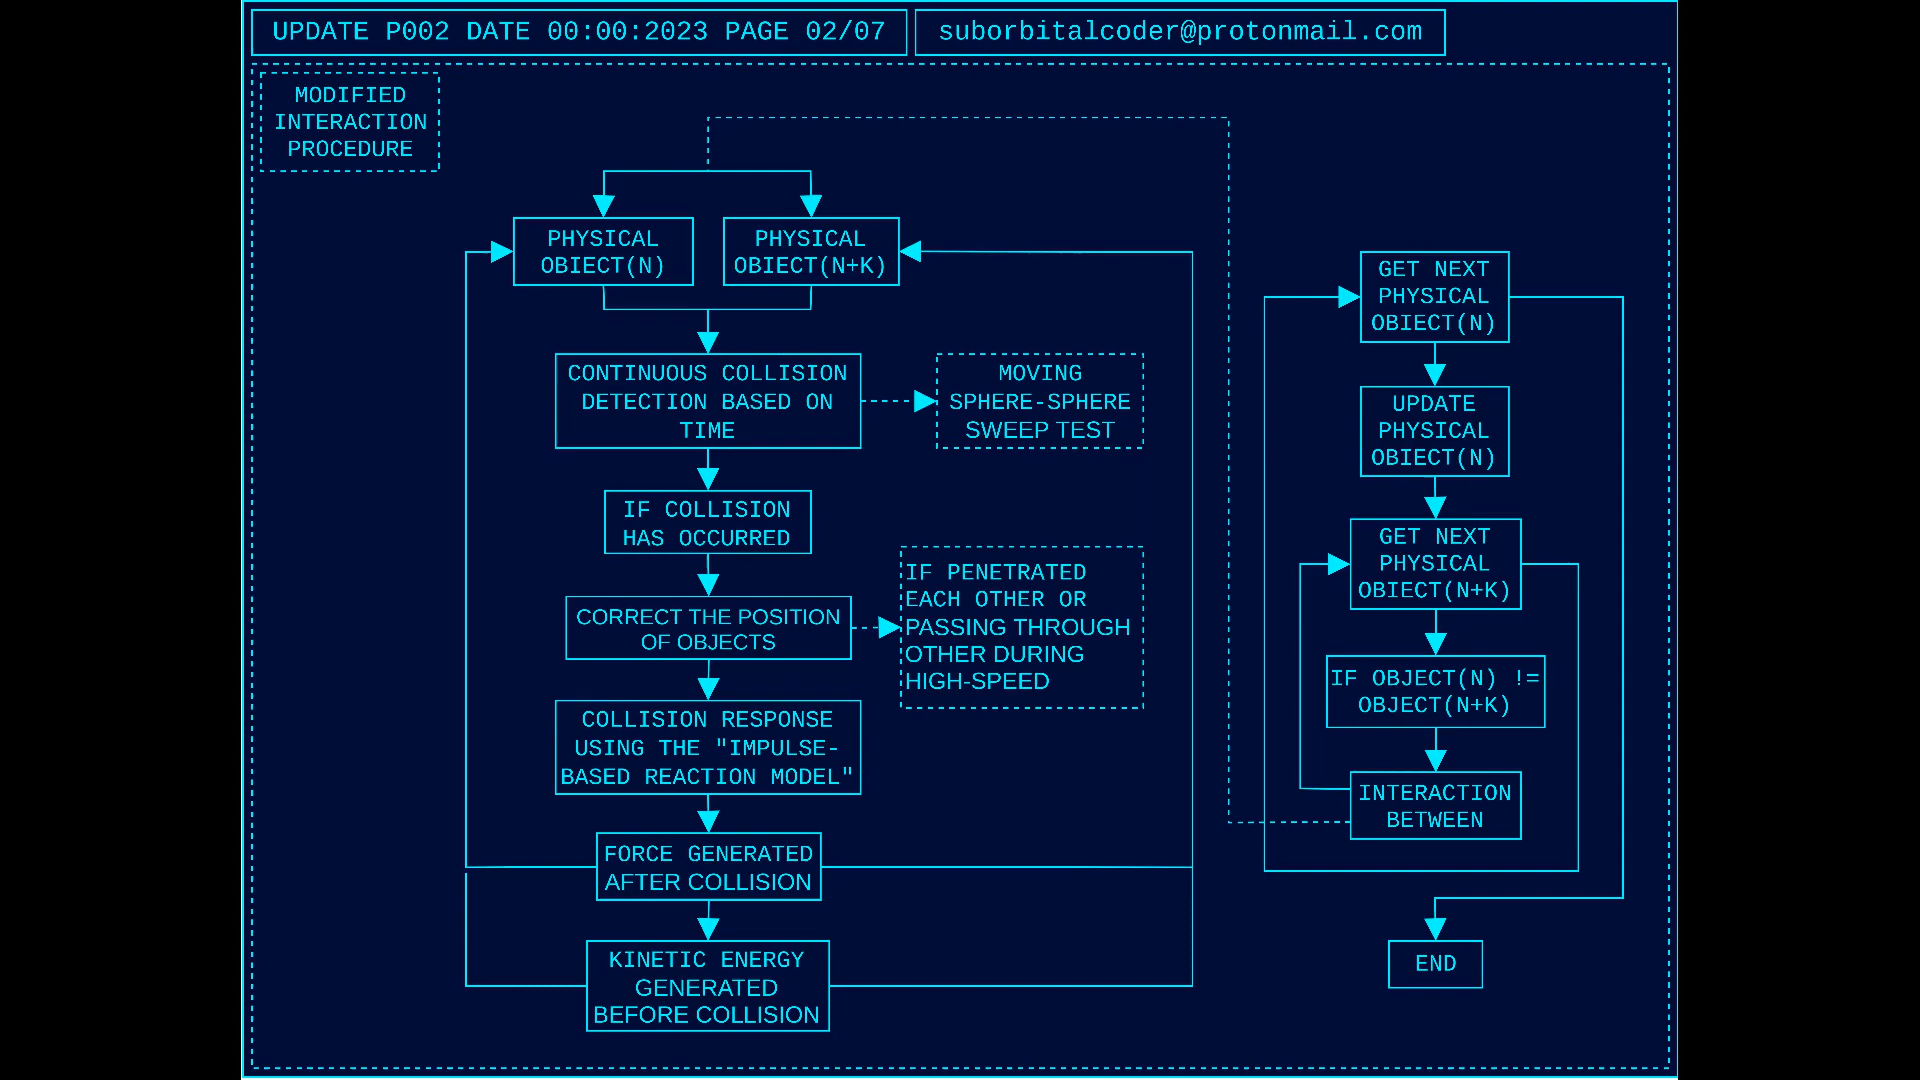 UPDATE P002 DATE 00:00:2023 PAGE 02/07
suborbitalcoder@protonmail.com
MODIFIED
INTERACTION
PROCEDURE
PHYSICAL
OBIECT(N)
PHYSICAL
OBIECT(N+K)
CONTINUOUS COLLISION
DETECTION BASED ON
TIME
MOVING
SPHERE-SPHERE
SWEEP TEST
IF COLLISION
HAS OCCURRED
CORRECT THE POSITION
OF OBJECTS
IF PENETRATED
EACH OTHER OR
PASSING THROUGH
OTHER DURING
HIGH-SPEED
COLLISION RESPONSE
USING THE "IMPULSE-
BASED REACTION MODEL"
FORCE GENERATED
AFTER COLLISION
KINETIC ENERGY
GENERATED
BEFORE COLLISION
GET NEXT
PHYSICAL
OBIECT(N)
UPDATE
PHYSICAL
OBIECT(N)
GET NEXT
PHYSICAL
OBIECT(N+K)
IF OBJECT(N) !=
OBJECT(N+K)
INTERACTION
BETWEEN
END